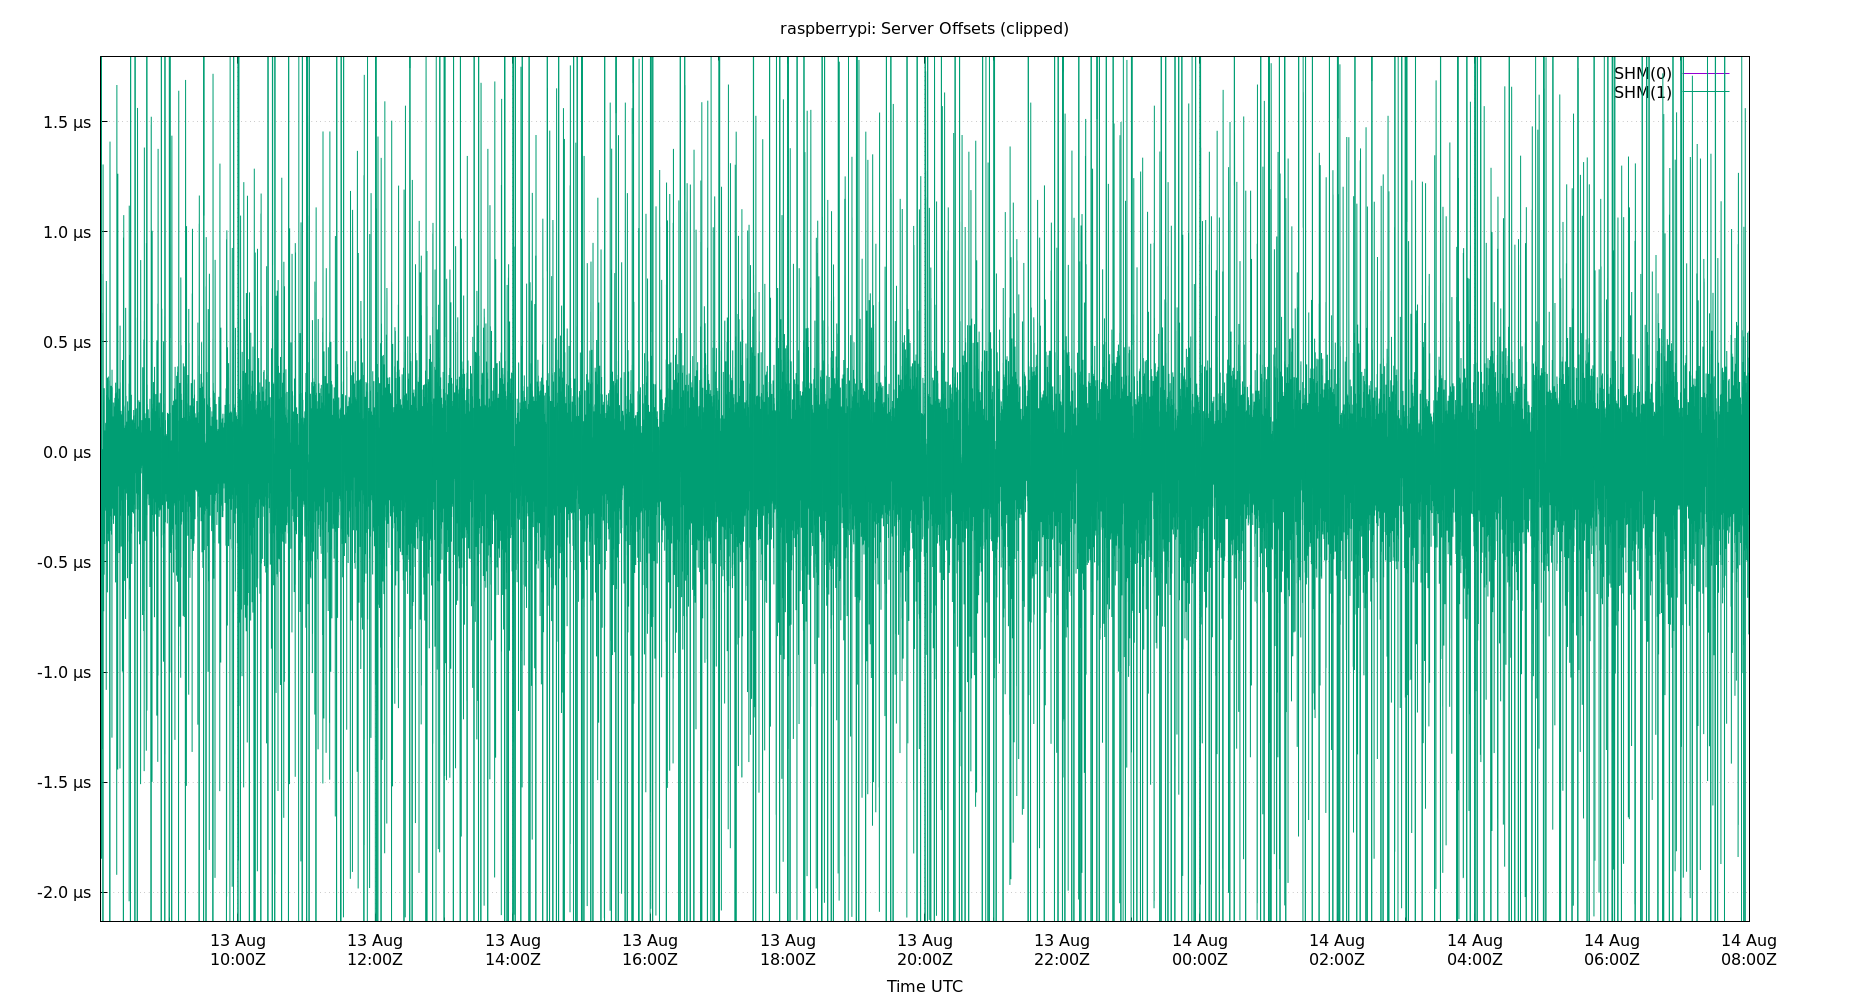 raspberrypi: Server Offsets (clipped)
SHM(0)
SHM(1)
1.5 µs
1.0 µs
0.5 µs
0.0 µs
-0.5 µs
-1.0 µs
-1.5 µs
-2.0 µs
13 Aug 13 Aug 13 Aug 13 Aug 13 Aug 13 Aug 13 Aug 14 Aug 14 Aug 14 Aug 14 Aug 14 Aug
10:00Z 12:00Z 14:00Z 16:00Z 18:00Z 20:00Z 22:00Z 00:00Z 02:00Z 04:00Z 06:00Z 08:00Z
Time UTC